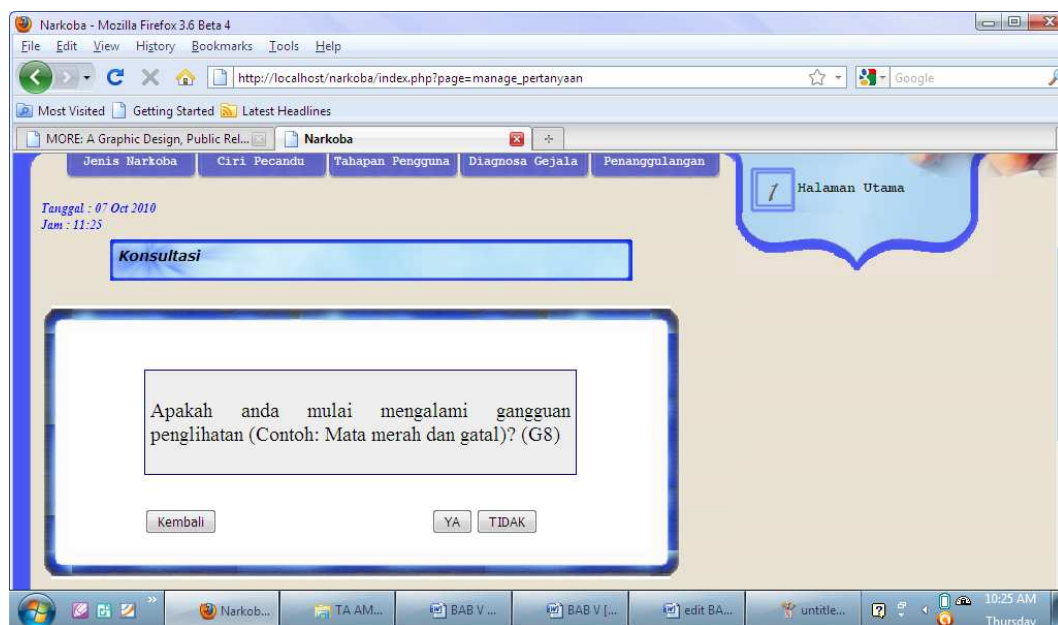 Narkoba - Mozilla Firefox 3.6 Beta 4
File Edit View History Bookmarks Tools Help
http://localhost/narkoba/index.php?page=manage_pertanyaan
Google
Most Visited Getting Started Latest Headlines
MORE: A Graphic Design, Public Rel... Narkoba
Jenis Narkoba Ciri Pecandu Tahapan Pengguna Diagnosa Gejala Penanggulangan
1 Halaman Utama
Tanggal : 07 Oct 2010
Jam : 11:25
Konsultasi
Apakah anda mulai mengalami gangguan
penglihatan (Contoh: Mata merah dan gatal)? (G8)
Kembali YA TIDAK
Narkob... TA AM... BAB V ... BAB V [... edit BA... untitle... 10:25 AM
Thursday